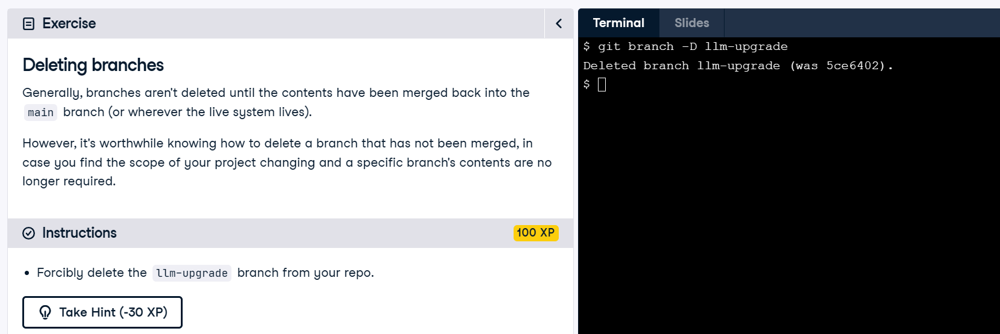 Exercise
Deleting branches
Generally, branches aren't deleted until the contents have been merged back into the
main branch (or wherever the live system lives).
However, it's worthwhile knowing how to delete a branch that has not been merged, in
case you find the scope of your project changing and a specific branch's contents are no
longer required.
Instructions
100 XP
• Forcibly delete the llm-upgrade branch from your repo.
Take Hint (-30 XP)
Terminal Slides
$ git branch -D llm-upgrade
Deleted branch llm-upgrade (was 5ce6402).
$